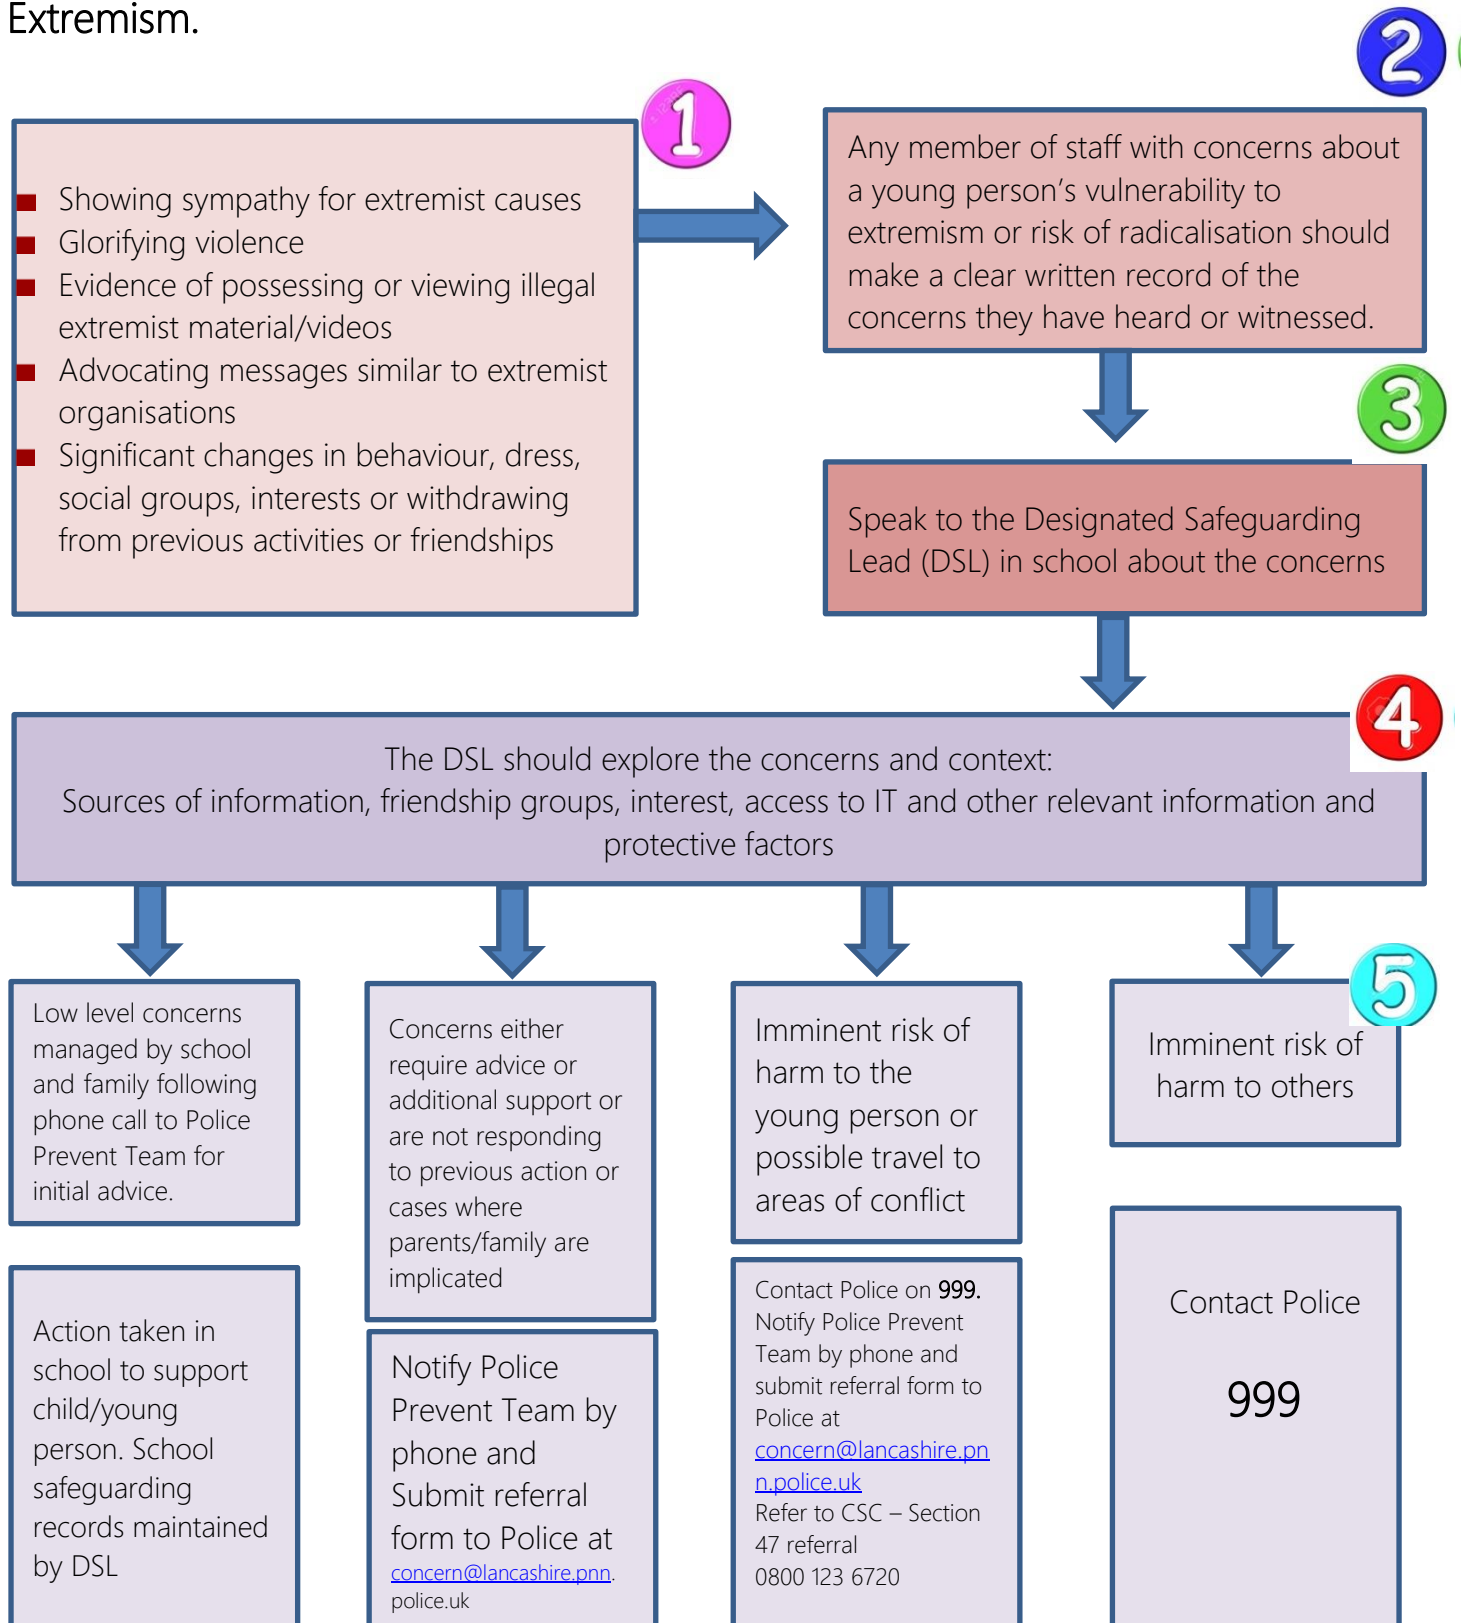 Extremism.
1
Showing sympathy for extremist causes
Glorifying violence
Evidence of possessing or viewing illegal
extremist material/videos
Advocating messages similar to extremist
organisations
Significant changes in behaviour, dress,
social groups, interests or withdrawing
from previous activities or friendships
2
Any member of staff with concerns about
a young person's vulnerability to
extremism or risk of radicalisation should
make a clear written record of the
concerns they have heard or witnessed.
3
Speak to the Designated Safeguarding
Lead (DSL) in school about the concerns
4
The DSL should explore the concerns and context:
Sources of information, friendship groups, interest, access to IT and other relevant information and
protective factors
5
Low level concerns
managed by school
and family following
phone call to Police
Prevent Team for
initial advice.
Action taken in
school to support
child/young
person. School
safeguarding
records maintained
by DSL
Concerns either
require advice or
additional support or
are not responding
to previous action or
cases where
parents/family are
implicated
Notify Police
Prevent Team by
phone and
Submit referral
form to Police at
concern@lancashire.pnn.
police.uk
Imminent risk of
harm to the
young person or
possible travel to
areas of conflict
Contact Police on 999.
Notify Police Prevent
Team by phone and
submit referral form to
Police at
concern@lancashire.pn
n.police.uk
Refer to CSC – Section
47 referral
0800 123 6720
Imminent risk of
harm to others
Contact Police
999